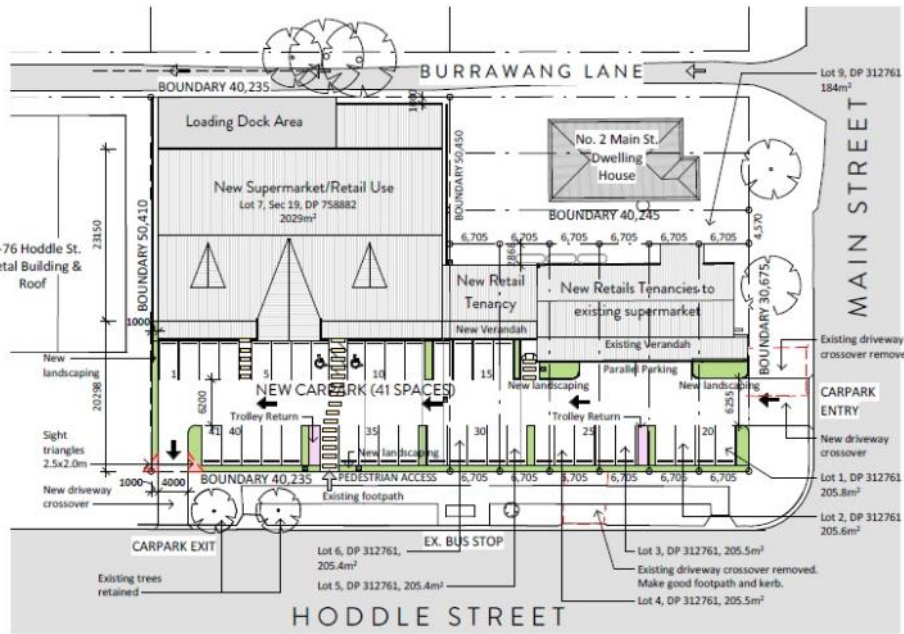 BURRAWANG LANE
BOUNDARY 40,235
Lot 9, DP 312761
184m²
Loading Dock Area
1000
No. 2 Main St.
Dwelling
House
BOUNDARY 50,450
New Supermarket/Retail Use
Lot 7, Sec 19, DP 758882
2029m²
BOUNDARY 40,245
MAIN STREET
BOUNDARY 50,410
23150
-76 Hoddle St.
etal Building &
Roof
6,705
6,705
6,705
6,705
6,705
6,705
4,570
New Retail
Tenancy
New Retails Tenancies to
existing supermarket
BOUNDARY 30,675
New Verandah
Existing Verandah
1000
Existing driveway
crossover remove
New
landscaping
Parallel Parking
1
5
10
15
New landscaping
New landscaping
NEW CARPARK (41 SPACES)
CARPARK
ENTRY
20298
6200
6255
Trolley Return
Trolley Return
New driveway
crossover
Sight
triangles
2.5x2.0m
41
40
35
30
25
20
New landscaping
1000
4000
BOUNDARY 40,235
PEDESTRIAN ACCESS
6,705
6,705
6,705
6,705
6,705
6,705
Lot 1, DP 312761
205.8m²
New driveway
crossover
Existing footpath
Lot 2, DP 312761
205.6m²
CARPARK EXIT
EX. BUS STOP
Lot 6, DP 312761,
205.4m²
Lot 3, DP 312761, 205.5m²
Existing trees
retained
Lot 5, DP 312761, 205.4m²
Existing driveway crossover removed.
Make good footpath and kerb.
Lot 4, DP 312761, 205.5m²
HODDLE STREET